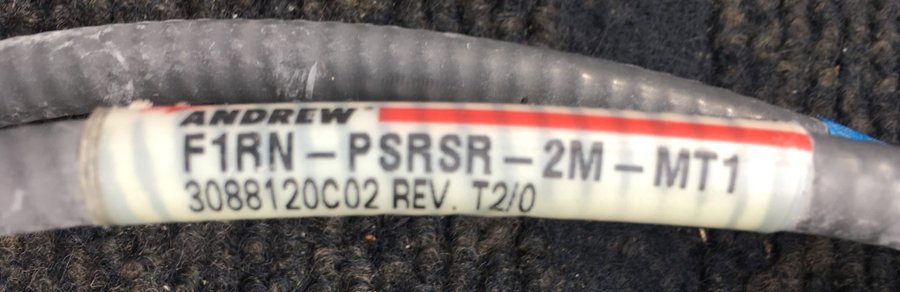 ANDREW
F1RN-PSRSR-2M-MT1
3088120C02 REV. T2/0